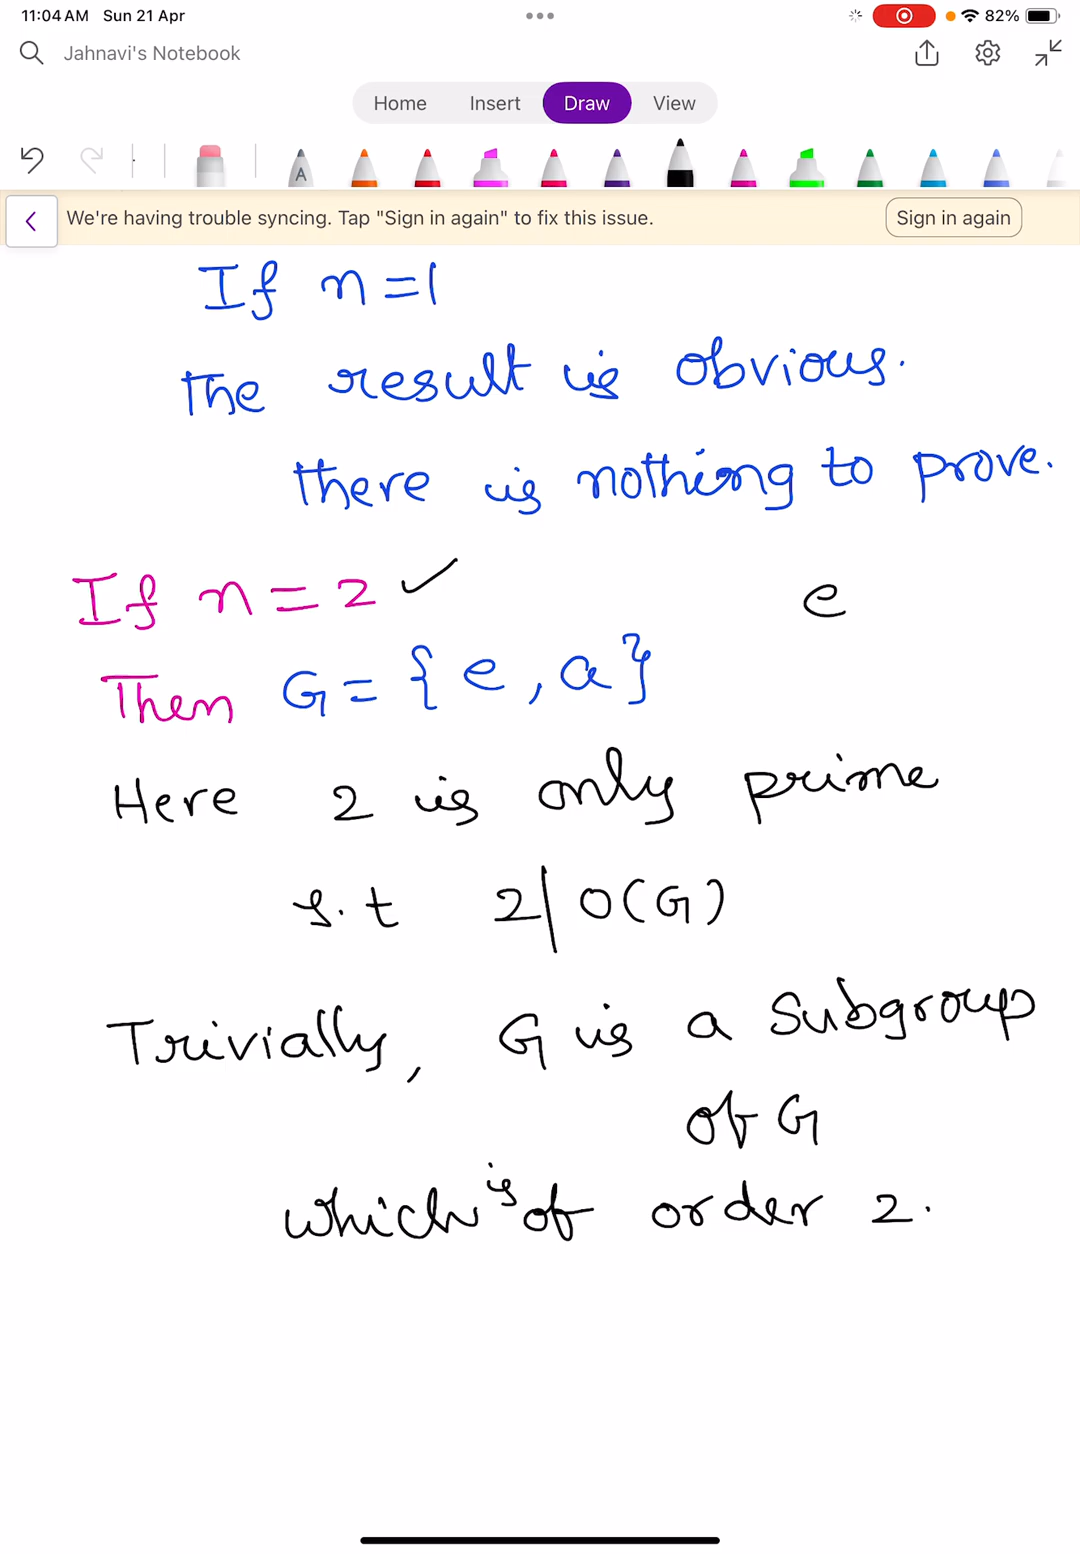 11:04 AM Sun 21 Apr
82%
Jahnavi's Notebook
Home Insert Draw View
A
We're having trouble syncing. Tap "Sign in again" to fix this issue. Sign in again
If n=1
The result is obvious.
there is nothing to prove.
If n=2 ✓ e
Then G={e,a}
Here 2 is only prime
s.t 2|O(G)
Trivially, G is a subgroup
of G
which is of order 2.